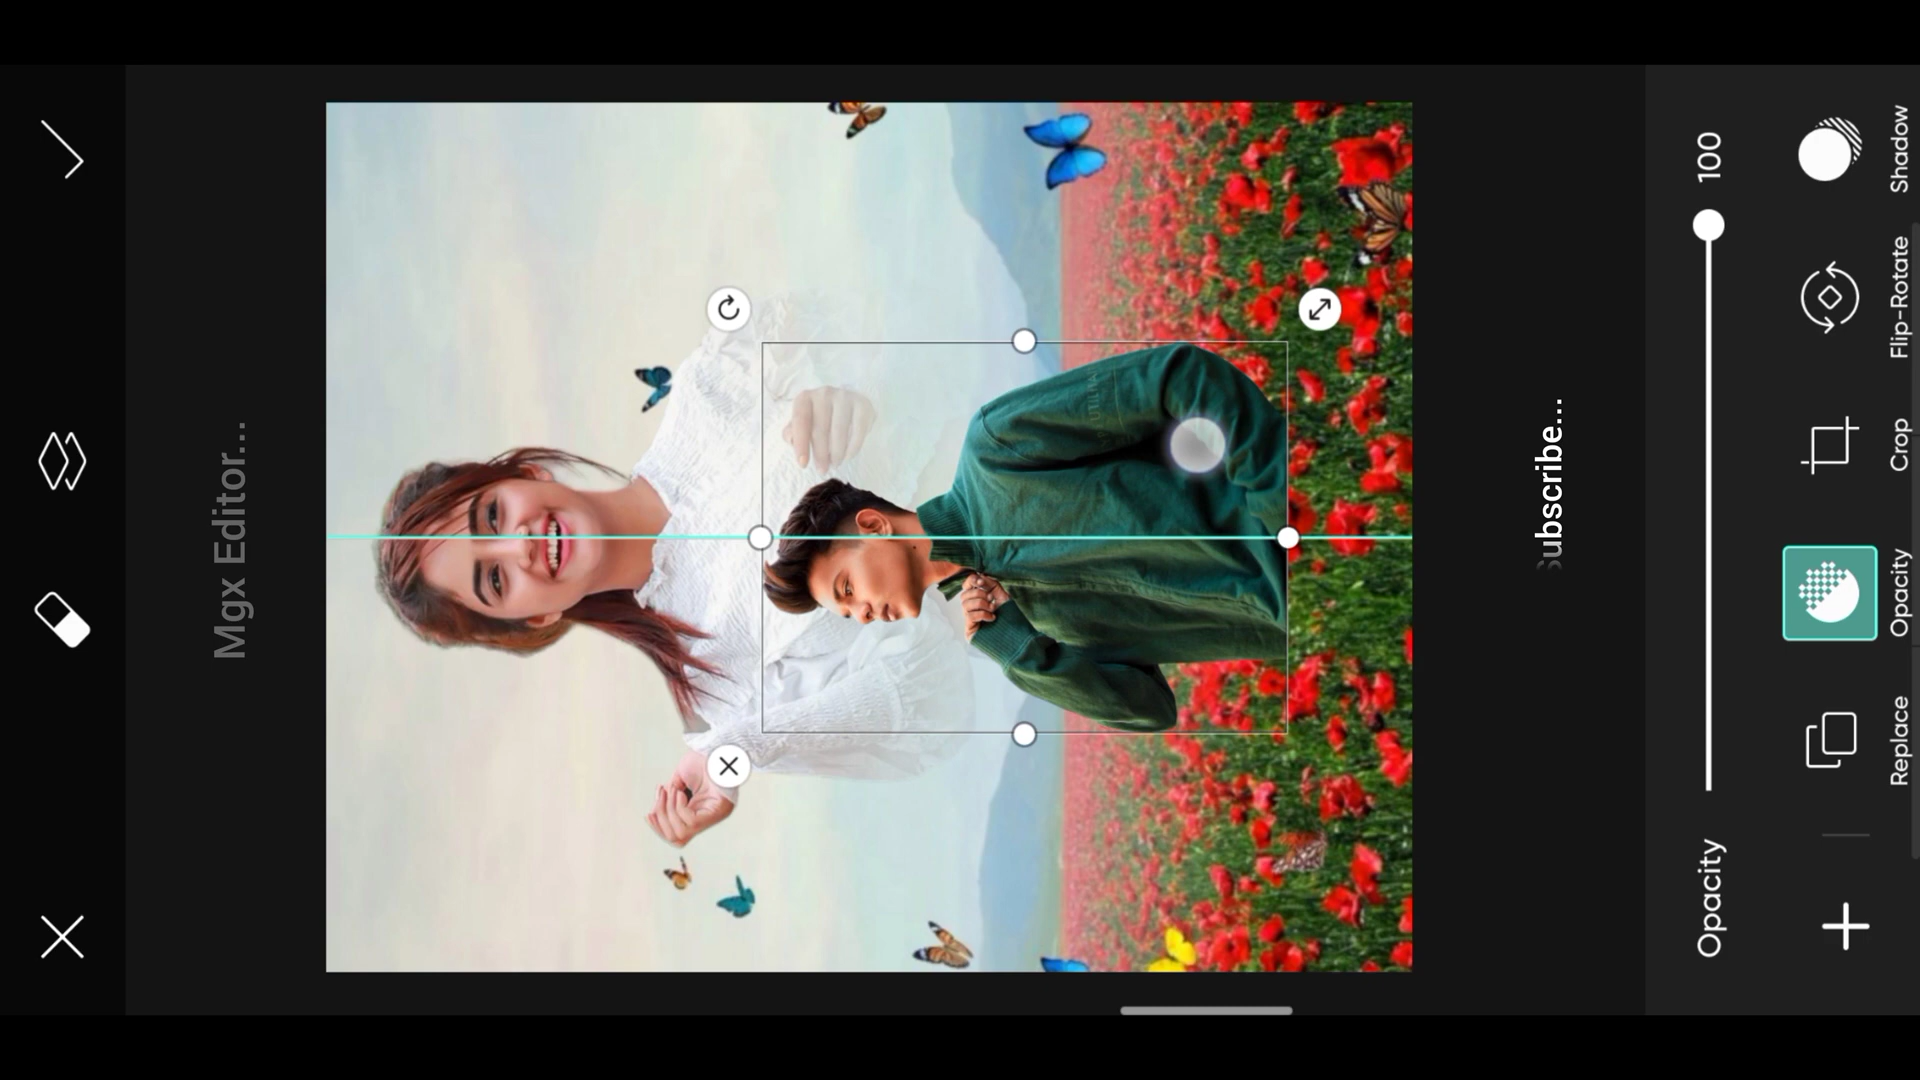 Mgx Editor...
Subscribe...
Opacity
100
Replace
Opacity
Crop
Flip-Rotate
Shadow